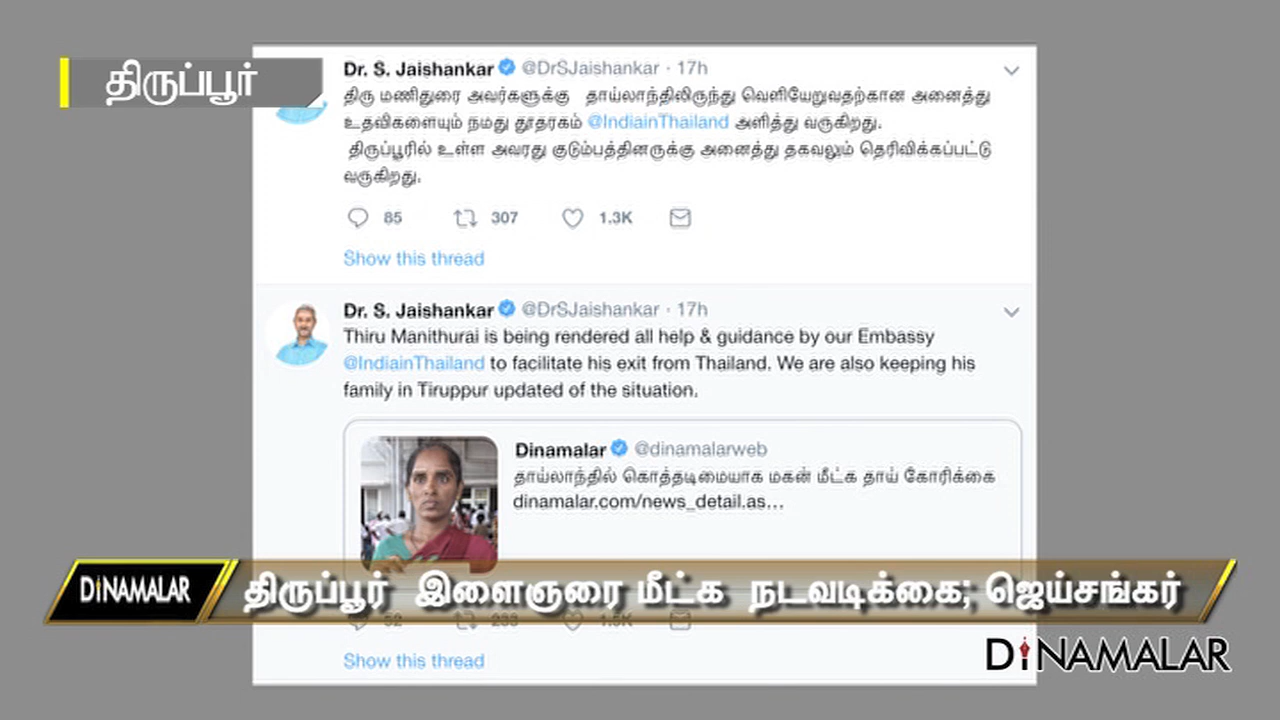 திருப்பூர்
Dr. S. Jaishankar @DrSJaishankar · 17h
திரு மணிதுரை அவர்களுக்கு தாய்லாந்திலிருந்து வெளியேறுவதற்கான அனைத்து
உதவிகளையும் நமது தூதரகம் @IndiainThailand அளித்து வருகிறது.
திருப்பூரில் உள்ள அவரது குடும்பத்தினருக்கு அனைத்து தகவலும் தெரிவிக்கப்பட்டு
வருகிறது.
85 307 1.3K
Show this thread
Dr. S. Jaishankar @DrSJaishankar · 17h
Thiru Manithurai is being rendered all help & guidance by our Embassy
@IndiainThailand to facilitate his exit from Thailand. We are also keeping his
family in Tiruppur updated of the situation.
Dinamalar @dinamalarweb
தாய்லாந்தில் கொத்தடிமையாக மகன் மீட்க தாய் கோரிக்கை
dinamalar.com/news_detail.as...
DINAMALAR
திருப்பூர் இளைஞரை மீட்க நடவடிக்கை; ஜெய்சங்கர்
Show this thread
DINAMALAR